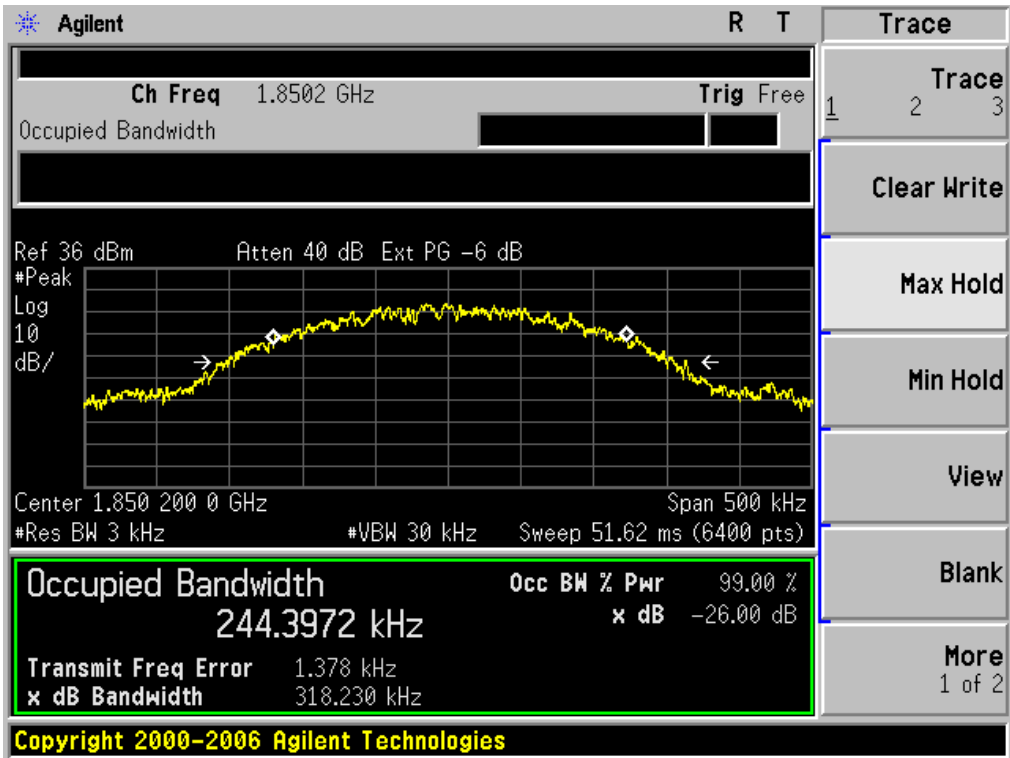 Agilent R T Trace
Ch Freq 1.8502 GHz Trig Free
Occupied Bandwidth
Trace
1 2 3
Clear Write
Max Hold
Min Hold
View
Blank
More
1 of 2
Ref 36 dBm Atten 40 dB Ext PG -6 dB
#Peak
Log
10
dB/
Center 1.850 200 0 GHz Span 500 kHz
#Res BW 3 kHz #VBW 30 kHz Sweep 51.62 ms (6400 pts)
Occupied Bandwidth Occ BW % Pwr 99.00 %
244.3972 kHz x dB -26.00 dB
Transmit Freq Error 1.378 kHz
x dB Bandwidth 318.230 kHz
Copyright 2000-2006 Agilent Technologies